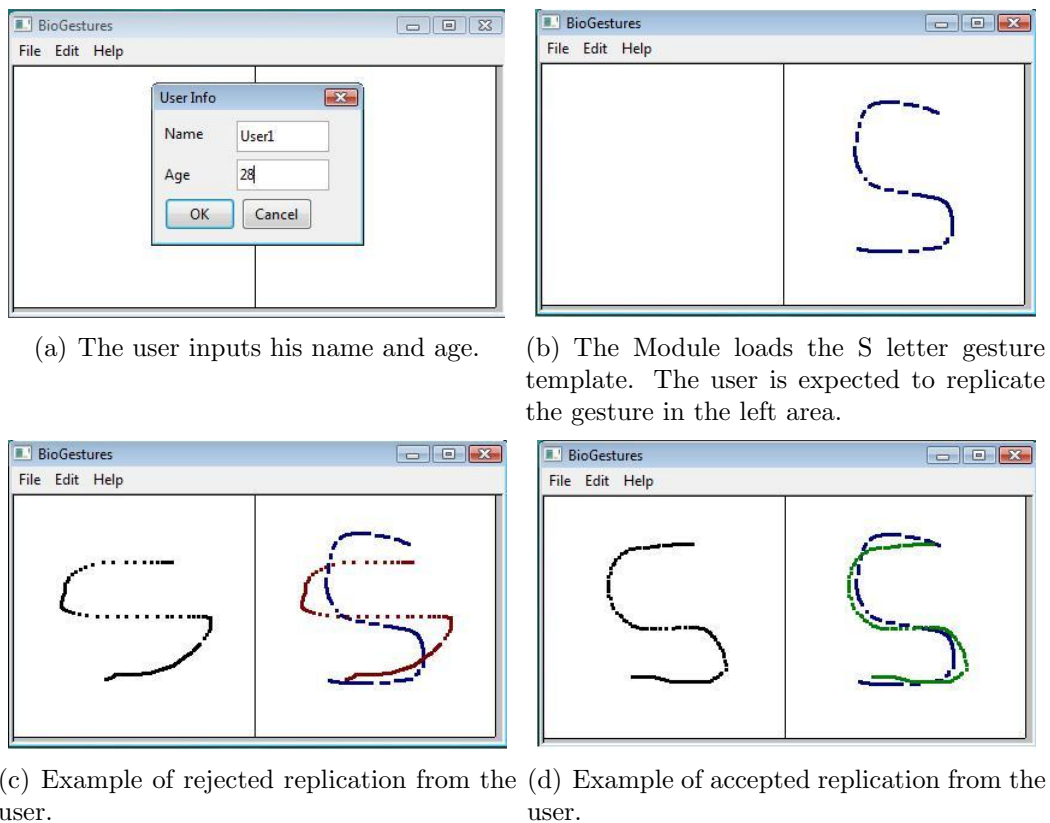 BioGestures
File Edit Help
User Info
Name User1
Age 28
OK Cancel
(a) The user inputs his name and age.
BioGestures
File Edit Help
(b) The Module loads the S letter gesture
template. The user is expected to replicate
the gesture in the left area.
BioGestures
File Edit Help
(c) Example of rejected replication from the
user.
BioGestures
File Edit Help
(d) Example of accepted replication from the
user.